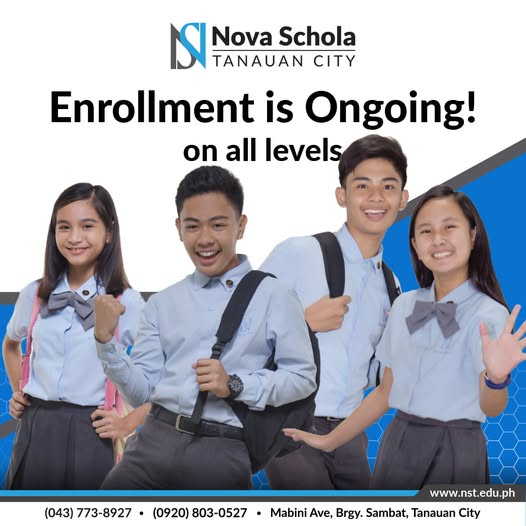 Nova Schola
TANAUAN CITY
Enrollment is Ongoing!
on all levels
www.nst.edu.ph
(043) 773-8927 • (0920) 803-0527 • Mabini Ave, Brgy. Sambat, Tanauan City